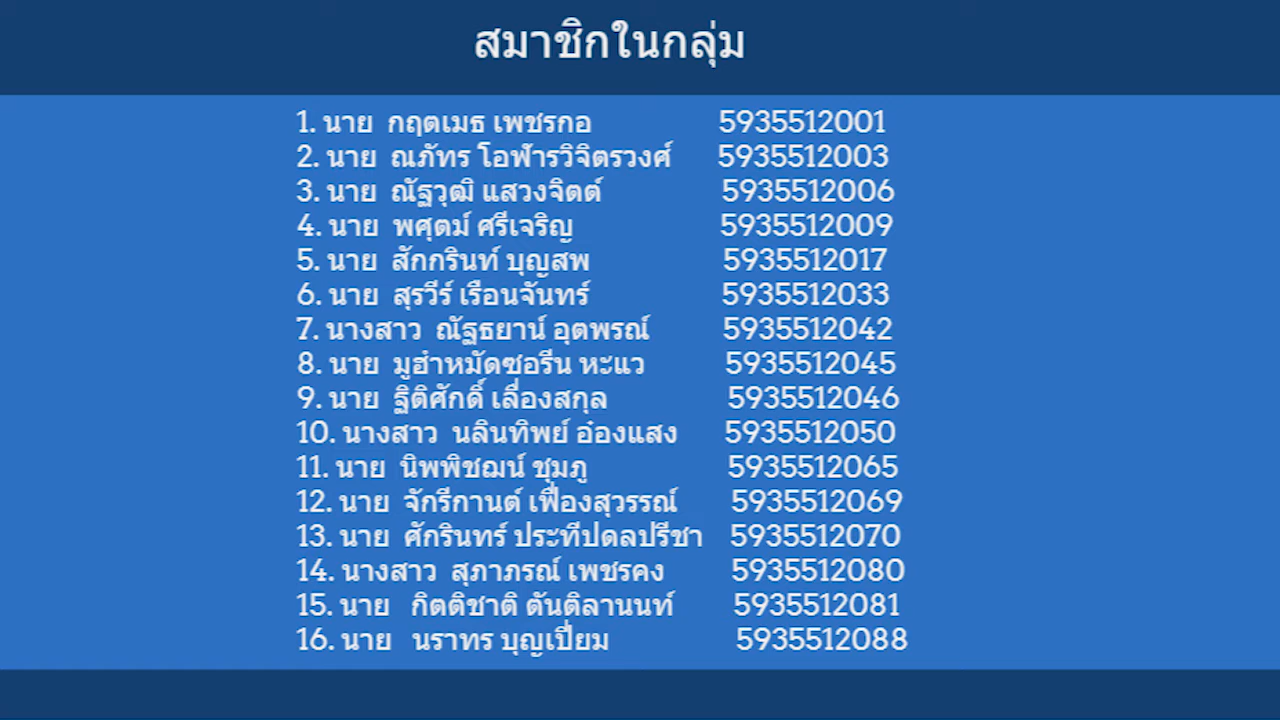 สมาชิกในกลุ่ม
1. นาย กฤตเมธ เพชรกอ 5935512001
2. นาย ณภัทร โอฬารวิจิตรวงศ์ 5935512003
3. นาย ณัฐวุฒิ แสวงจิตต์ 5935512006
4. นาย พศุตม์ ศรีเจริญ 5935512009
5. นาย สักกรินท์ บุญสพ 5935512017
6. นาย สุรวีร์ เรือนจันทร์ 5935512033
7. นางสาว ณัฐธยาน์ อุตพรณ์ 5935512042
8. นาย มูฮำหมัดซอรีน หะแว 5935512045
9. นาย ฐิติศักดิ์ เลื่องสกุล 5935512046
10. นางสาว นลินทิพย์ อ๋องแสง 5935512050
11. นาย นิพพิชฌน์ ชุมภู 5935512065
12. นาย จักรีกานต์ เฟื่องสุวรรณ์ 5935512069
13. นาย ศักรินทร์ ประทีปดลปรีชา 5935512070
14. นางสาว สุภาภรณ์ เพชรคง 5935512080
15. นาย กิตติชาติ ตันติลานนท์ 5935512081
16. นาย นราทร บุญเปี่ยม 5935512088